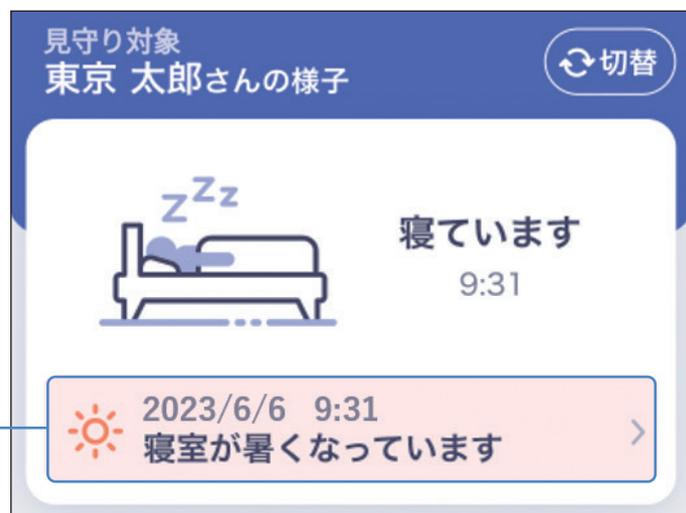 見守り対象
東京 太郎さんの様子
切替
zZz
寝ています
9:31
2023/6/6 9:31
寝室が暑くなっています